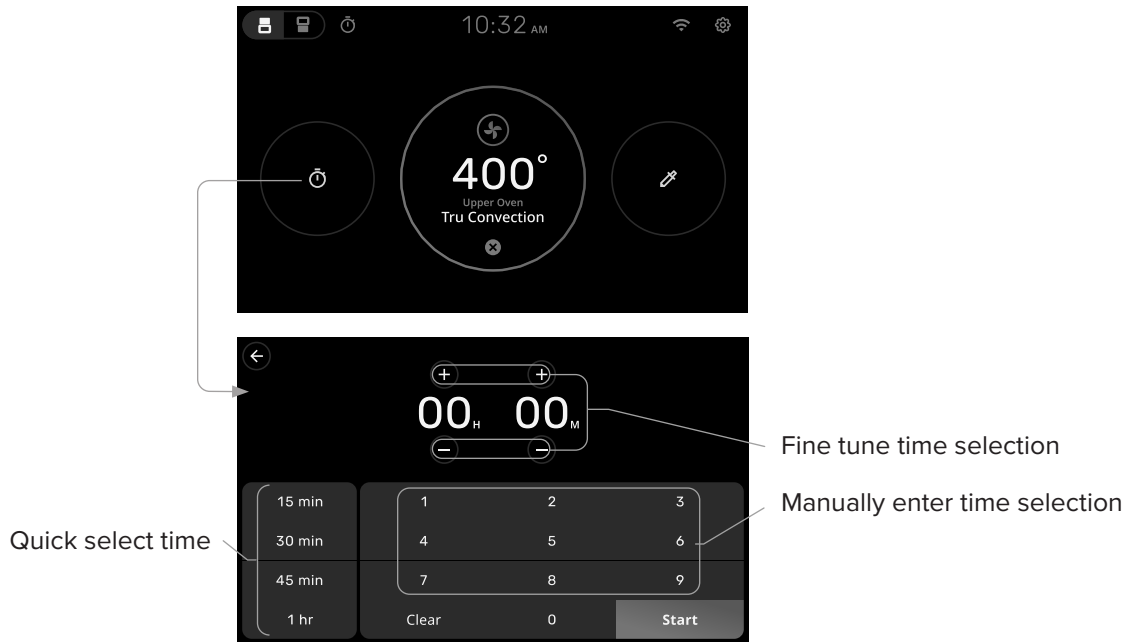 10:32 AM
400°
Upper Oven
Tru Convection
+ +
00 H 00 M
− −
Fine tune time selection
15 min 1 2 3
Manually enter time selection
Quick select time
30 min 4 5 6
45 min 7 8 9
1 hr Clear 0 Start